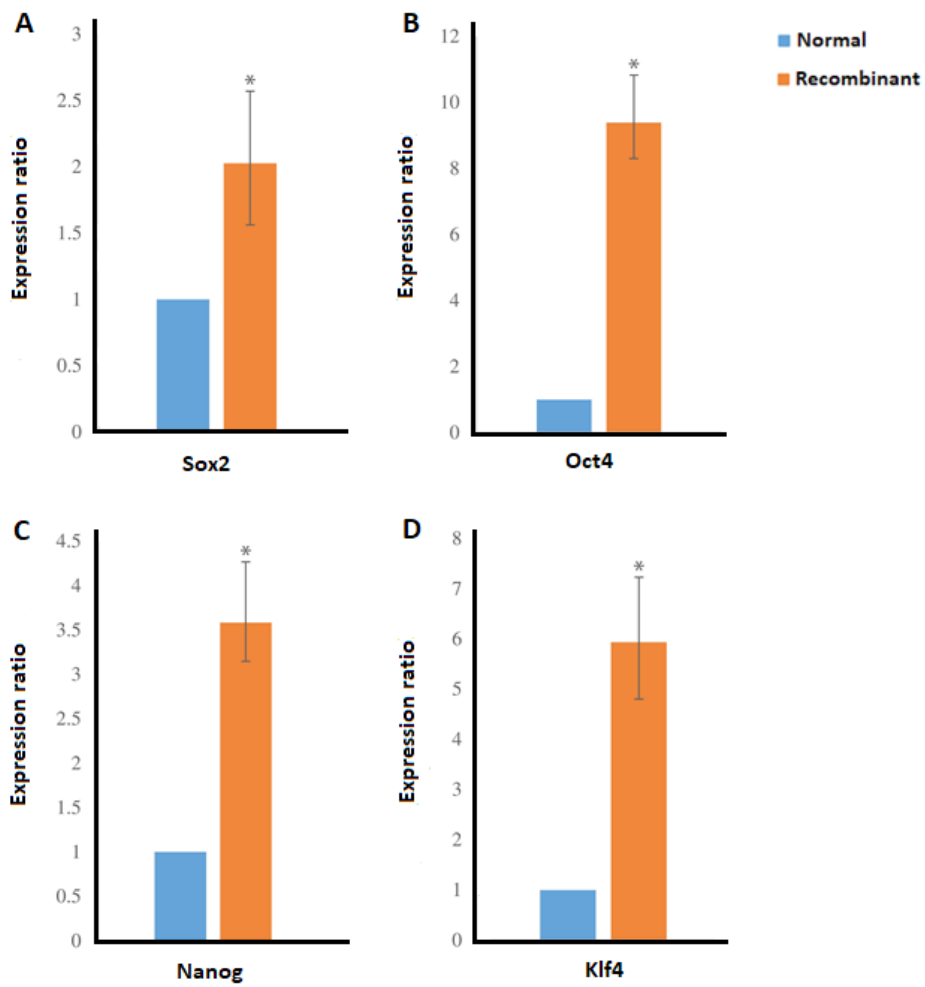 A
Expression ratio
3
2.5
2
1.5
1
0.5
0
*
Sox2
B
Expression ratio
12
10
8
6
4
2
0
*
Oct4
Normal
Recombinant
C
Expression ratio
4.5
4
3.5
3
2.5
2
1.5
1
0.5
0
*
Nanog
D
Expression ratio
8
7
6
5
4
3
2
1
0
*
Klf4